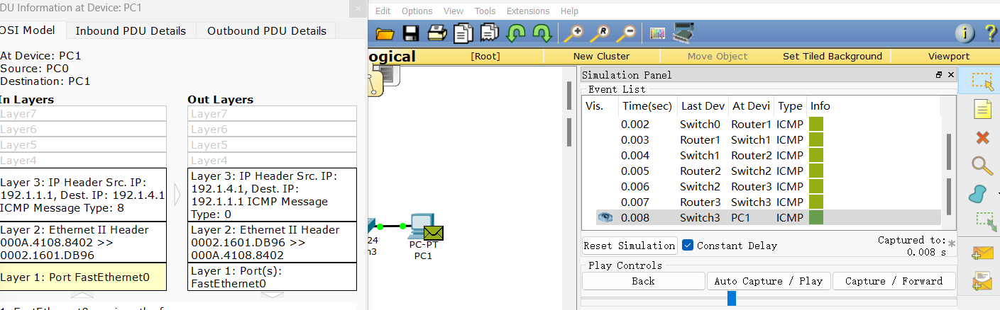 DU Information at Device: PC1
OSI Model
Inbound PDU Details
Outbound PDU Details
At Device: PC1
Source: PC0
Destination: PC1
In Layers
Layer7
Layer6
Layer5
Layer4
Layer 3: IP Header Src. IP:
192.1.1.1, Dest. IP: 192.1.4.1
ICMP Message Type: 8
Layer 2: Ethernet II Header
000A.4108.8402 >>
0002.1601.DB96
Layer 1: Port FastEthernet0
Out Layers
Layer7
Layer6
Layer5
Layer4
Layer 3: IP Header Src. IP:
192.1.4.1, Dest. IP:
192.1.1.1 ICMP Message
Type: 0
Layer 2: Ethernet II Header
0002.1601.DB96 >>
000A.4108.8402
Layer 1: Port(s):
FastEthernet0
Edit Options View Tools Extensions Help
ogical
[Root]
New Cluster
Move Object
Set Tiled Background
Viewport
24
n3
PC-PT
PC1
Simulation Panel
Event List
Vis. Time(sec) Last Dev At Devi Type Info
0.002 Switch0 Router1 ICMP
0.003 Router1 Switch1 ICMP
0.004 Switch1 Router2 ICMP
0.005 Router2 Switch2 ICMP
0.006 Switch2 Router3 ICMP
0.007 Router3 Switch3 ICMP
0.008 Switch3 PC1 ICMP
Reset Simulation
Constant Delay
Captured to:
0.008 s
Play Controls
Back
Auto Capture / Play
Capture / Forward